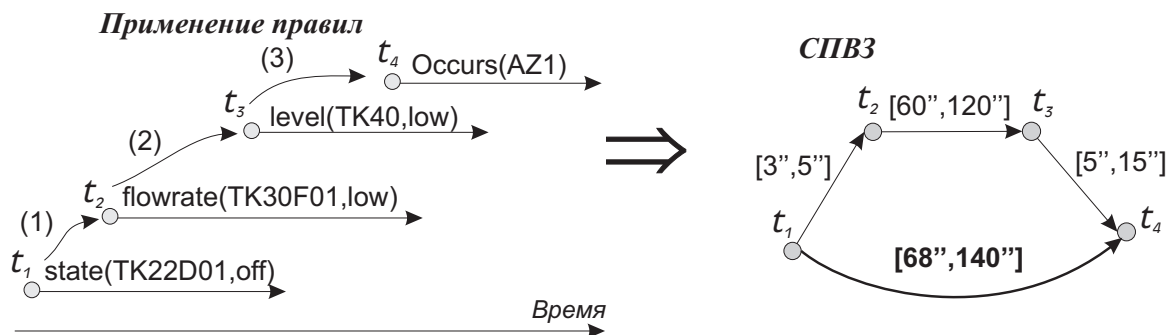 Применение правил
(3)
t₄
Occurs(AZ1)
t₃
level(TK40,low)
(2)
t₂
flowrate(TK30F01,low)
(1)
t₁
state(TK22D01,off)
Время
СПВЗ
t₂
[60”,120”]
t₃
[3”,5”]
[5”,15”]
t₁
t₄
[68”,140”]